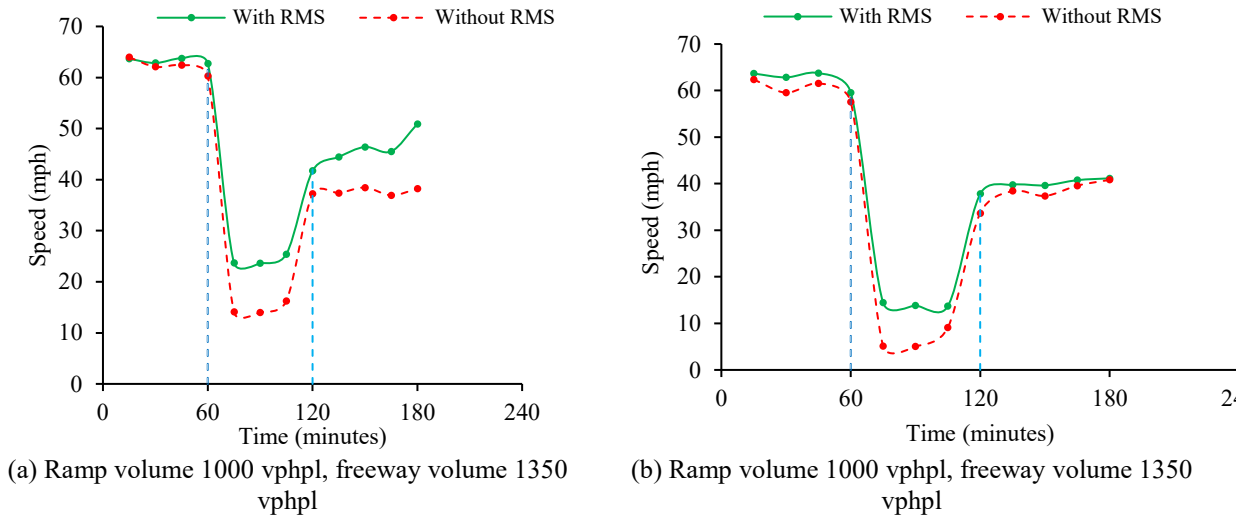 With RMS Without RMS
70
60
50
40
30
20
10
0
Speed (mph)
0 60 120 180 240
Time (minutes)
(a) Ramp volume 1000 vphpl, freeway volume 1350
vphpl
With RMS Without RMS
70
60
50
40
30
20
10
0
Speed (mph)
0 60 120 180 24
Time (minutes)
(b) Ramp volume 1000 vphpl, freeway volume 1350
vphpl